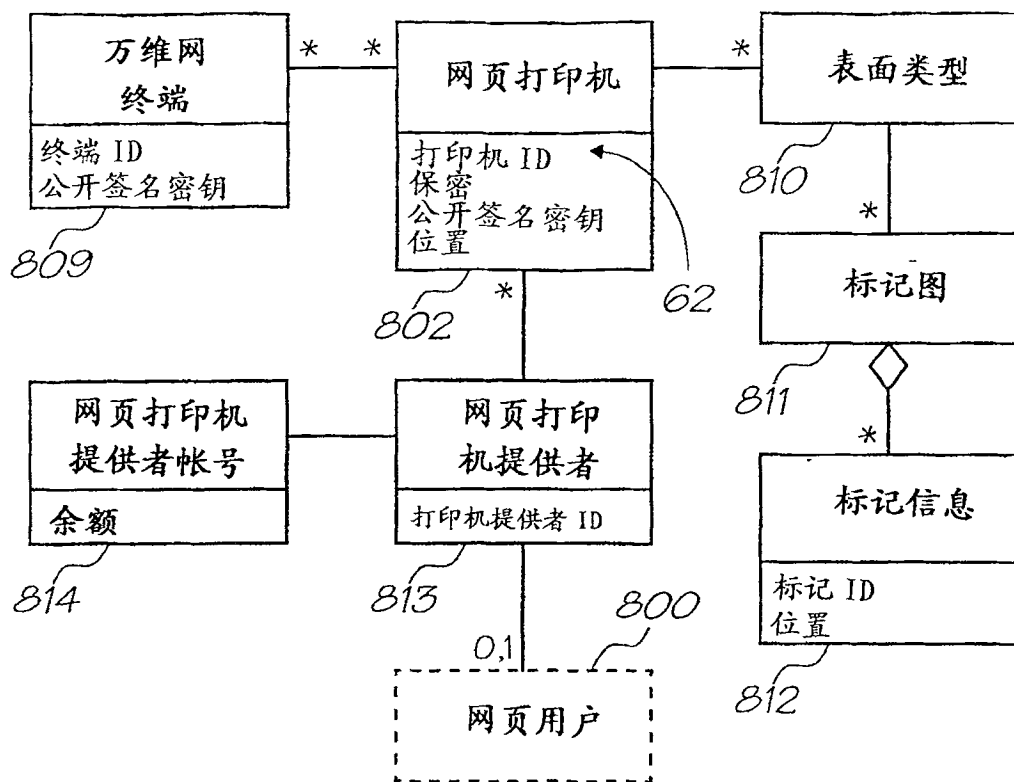 万维网
终端
终端 ID
公开签名密钥
809
*
*
网页打印机
打印机 ID
保密
公开签名密钥
位置
802
62
*
*
表面类型
810
*
标记图
811
*
标记信息
标记 ID
位置
812
网页打印机
提供者帐号
余额
814
网页打印
机提供者
打印机提供者 ID
813
800
0,1
网页用户